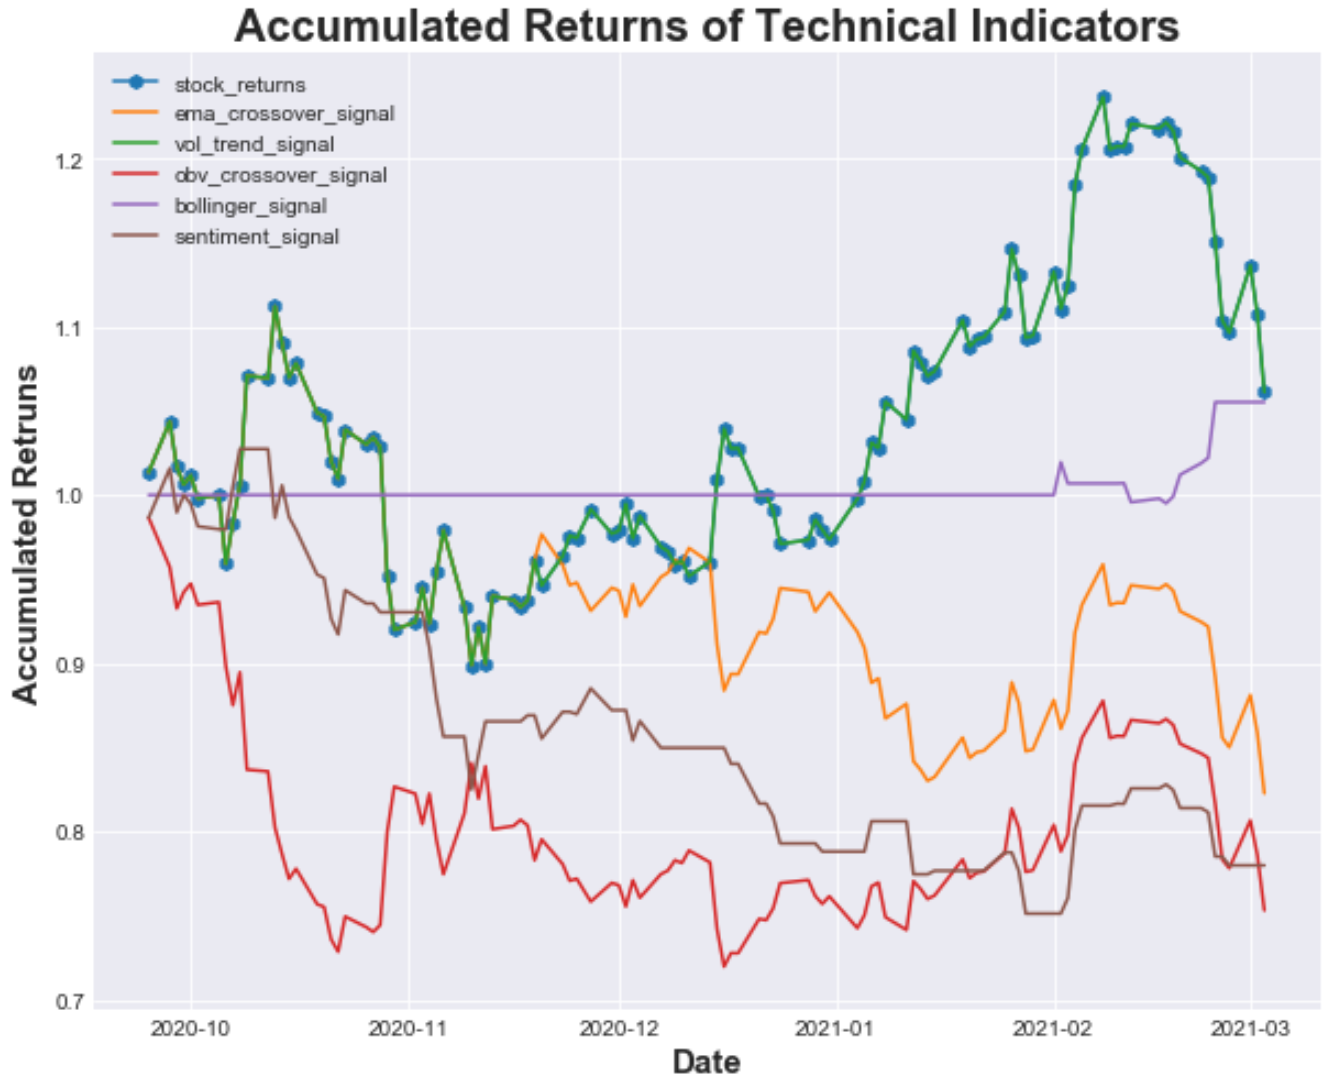 Accumulated Returns of Technical Indicators
stock_returns
ema_crossover_signal
vol_trend_signal
obv_crossover_signal
bollinger_signal
sentiment_signal
Accumulated Retruns
1.2
1.1
1.0
0.9
0.8
0.7
2020-10 2020-11 2020-12 2021-01 2021-02 2021-03
Date